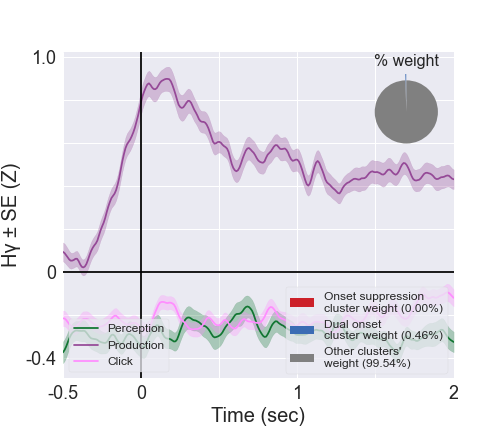 % weight
1.0
0
-0.4
Hγ ± SE (Z)
Perception
Production
Click
Onset suppression
cluster weight (0.00%)
Dual onset
cluster weight (0.46%)
Other clusters'
weight (99.54%)
-0.5
0
1
2
Time (sec)